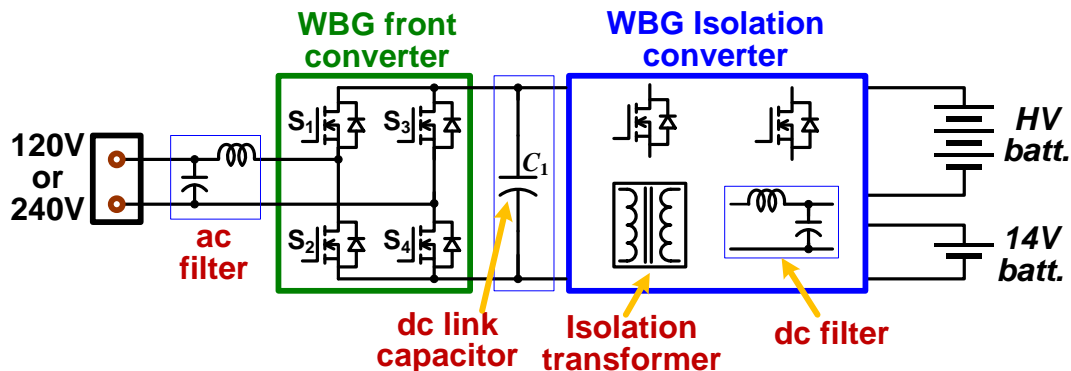 WBG front
converter
WBG Isolation
converter
120V
or
240V
S1
S3
S2
S4
C1
HV
batt.
14V
batt.
ac
filter
dc link
capacitor
Isolation
transformer
dc filter